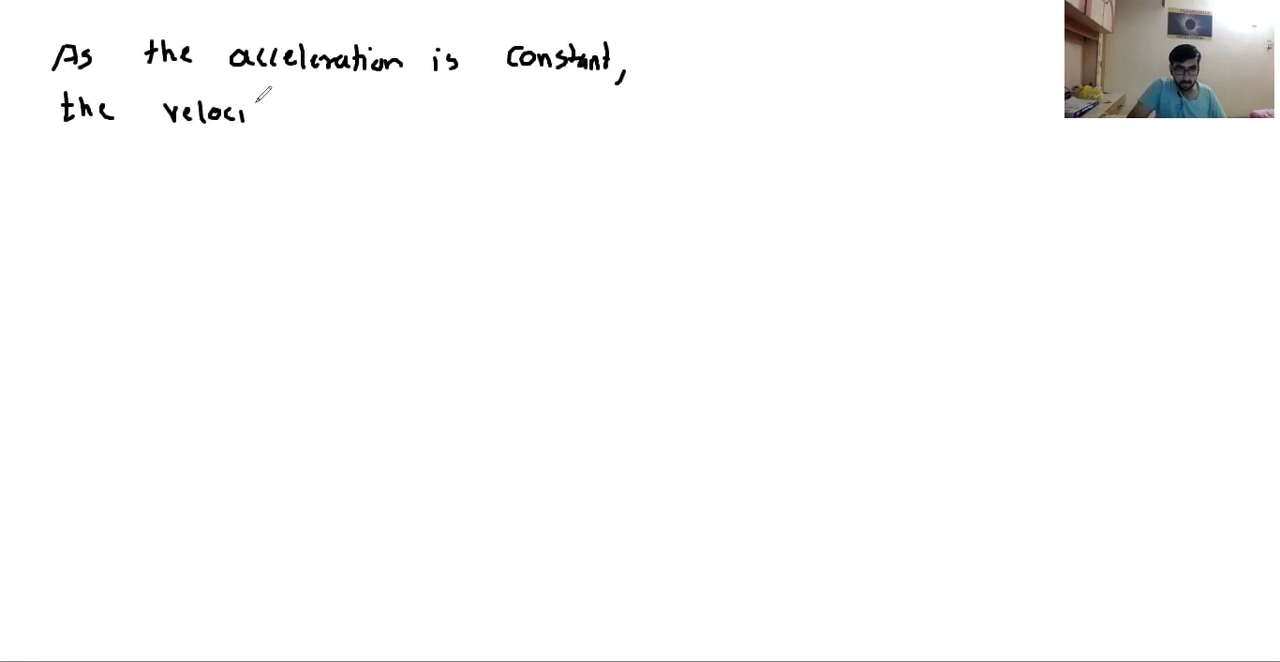 As the acceleration is constant,
the veloci